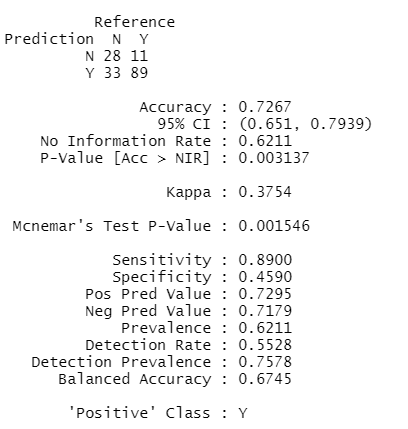 Reference
Prediction N Y
N 28 11
Y 33 89
Accuracy : 0.7267
95% CI : (0.651, 0.7939)
No Information Rate : 0.6211
P-Value [Acc > NIR] : 0.003137
Kappa : 0.3754
Mcnemar's Test P-Value : 0.001546
Sensitivity : 0.8900
Specificity : 0.4590
Pos Pred Value : 0.7295
Neg Pred Value : 0.7179
Prevalence : 0.6211
Detection Rate : 0.5528
Detection Prevalence : 0.7578
Balanced Accuracy : 0.6745
'Positive' Class : Y